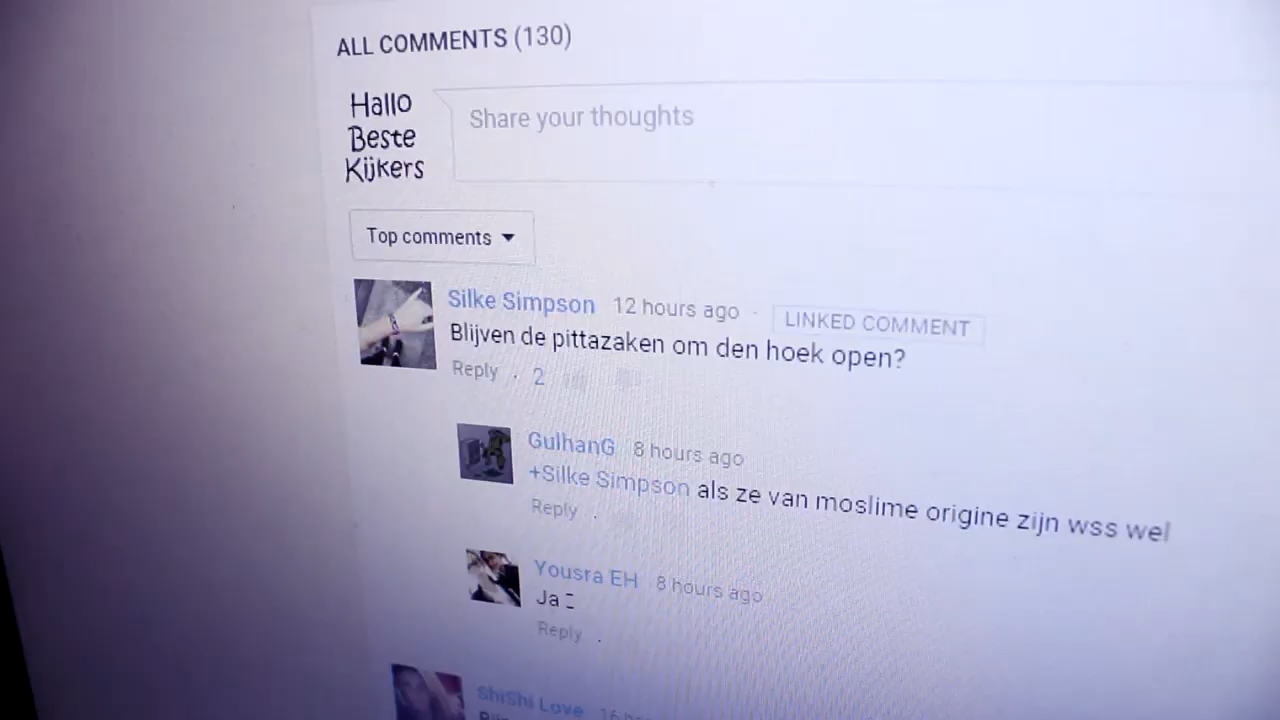 ALL COMMENTS (130)
Hallo
Beste
Kijkers
Share your thoughts
Top comments
Silke Simpson 12 hours ago · LINKED COMMENT
Blijven de pittazaken om den hoek open?
Reply · 2
GulhanG 8 hours ago
+Silke Simpson als ze van moslime origine zijn wss wel
Reply ·
Yousra EH 8 hours ago
Ja
Reply ·
ShiShi Love